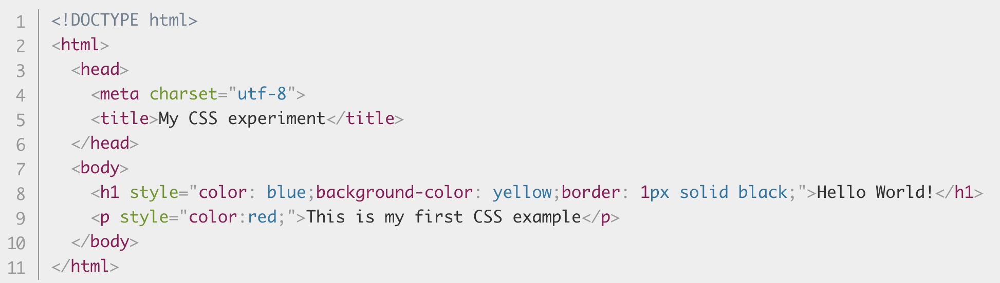 1 <!DOCTYPE html>
2 <html>
3   <head>
4     <meta charset="utf-8">
5     <title>My CSS experiment</title>
6   </head>
7   <body>
8     <h1 style="color: blue;background-color: yellow;border: 1px solid black;">Hello World!</h1>
9     <p style="color:red;">This is my first CSS example</p>
10   </body>
11 </html>